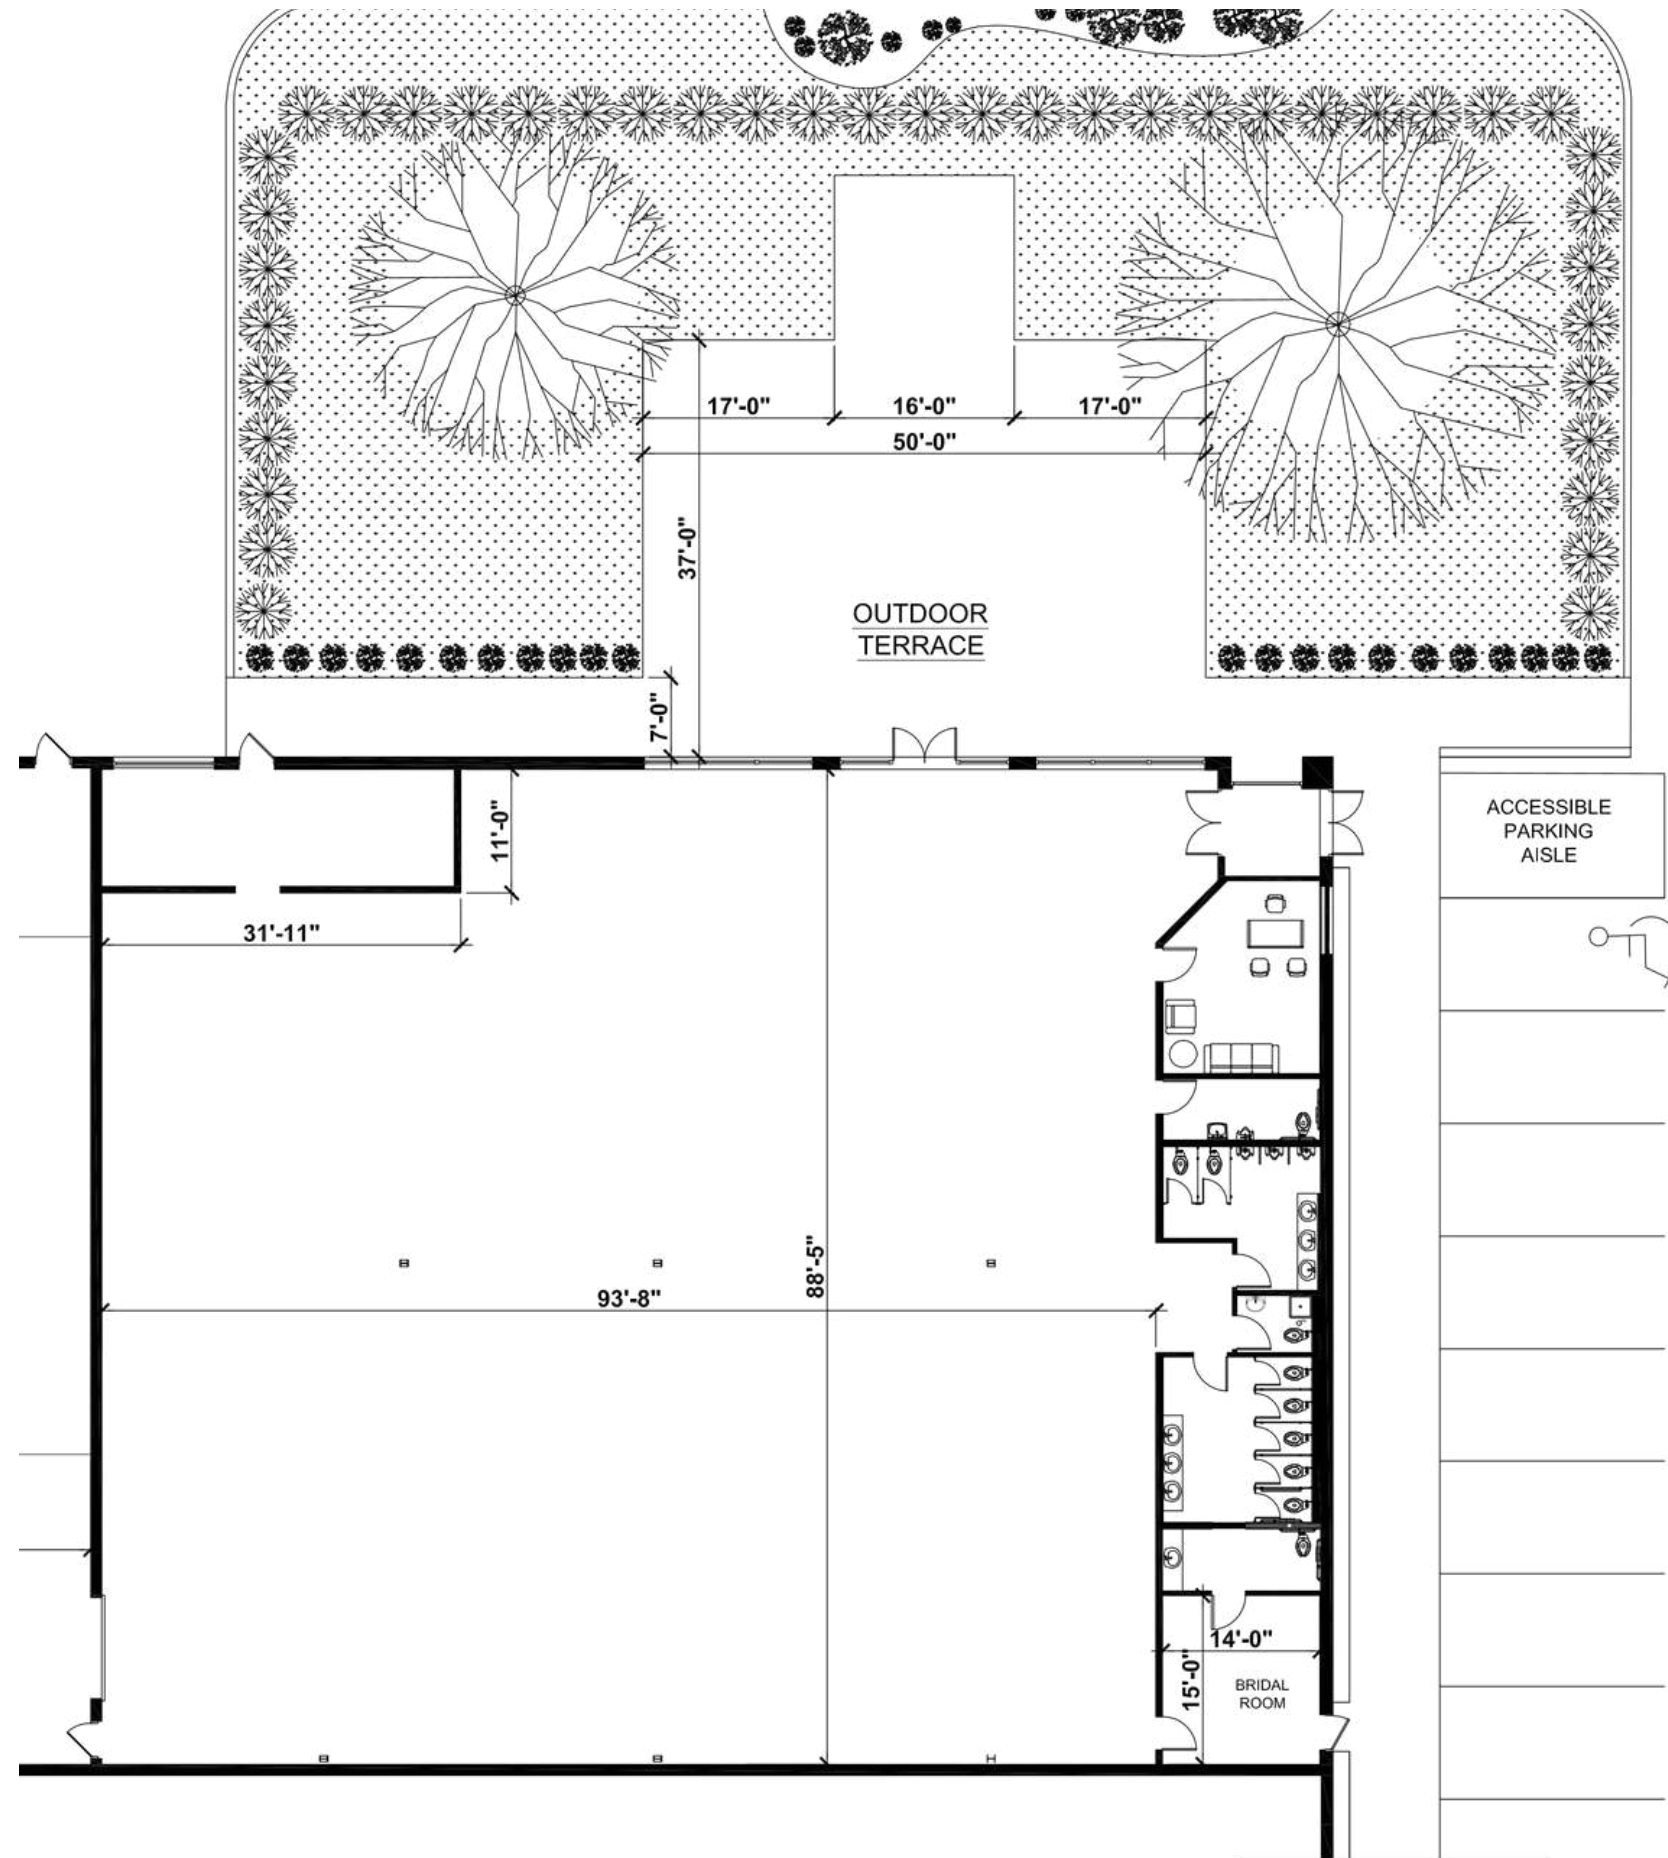 17'-0"
16'-0"
17'-0"
50'-0"
37'-0"
OUTDOOR
TERRACE
7'-0"
11'-0"
ACCESSIBLE
PARKING
AISLE
31'-11"
88'-5"
93'-8"
14'-0"
15'-0"
BRIDAL
ROOM